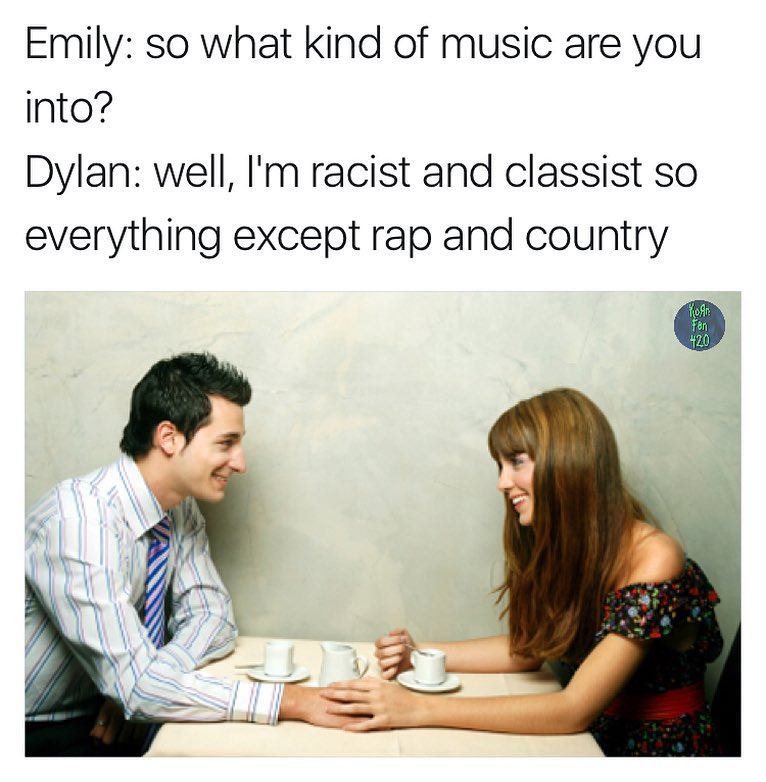 Emily: so what kind of music are you
into?
Dylan: well, I'm racist and classist so
everything except rap and country
KoЯn
Fan
420